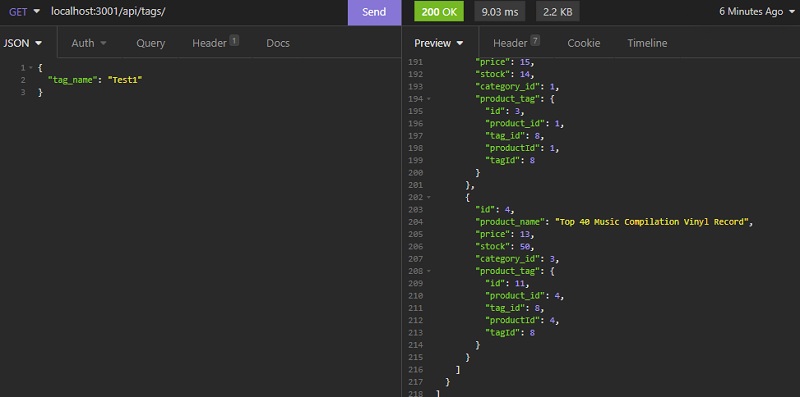 GET localhost:3001/api/tags/ Send 200 OK 9.03 ms 2.2 KB 6 Minutes Ago
JSON Auth Query Header 1 Docs Preview Header 7 Cookie Timeline
1 {
2 "tag_name": "Test1"
3 }
191 "price": 15,
192 "stock": 14,
193 "category_id": 1,
194 "product_tag": {
195 "id": 3,
196 "product_id": 1,
197 "tag_id": 8,
198 "productId": 1,
199 "tagId": 8
200 }
201 },
202 {
203 "id": 4,
204 "product_name": "Top 40 Music Compilation Vinyl Record",
205 "price": 13,
206 "stock": 50,
207 "category_id": 3,
208 "product_tag": {
209 "id": 11,
210 "product_id": 4,
211 "tag_id": 8,
212 "productId": 4,
213 "tagId": 8
214 }
215 }
216 ]
217 }
218 ]